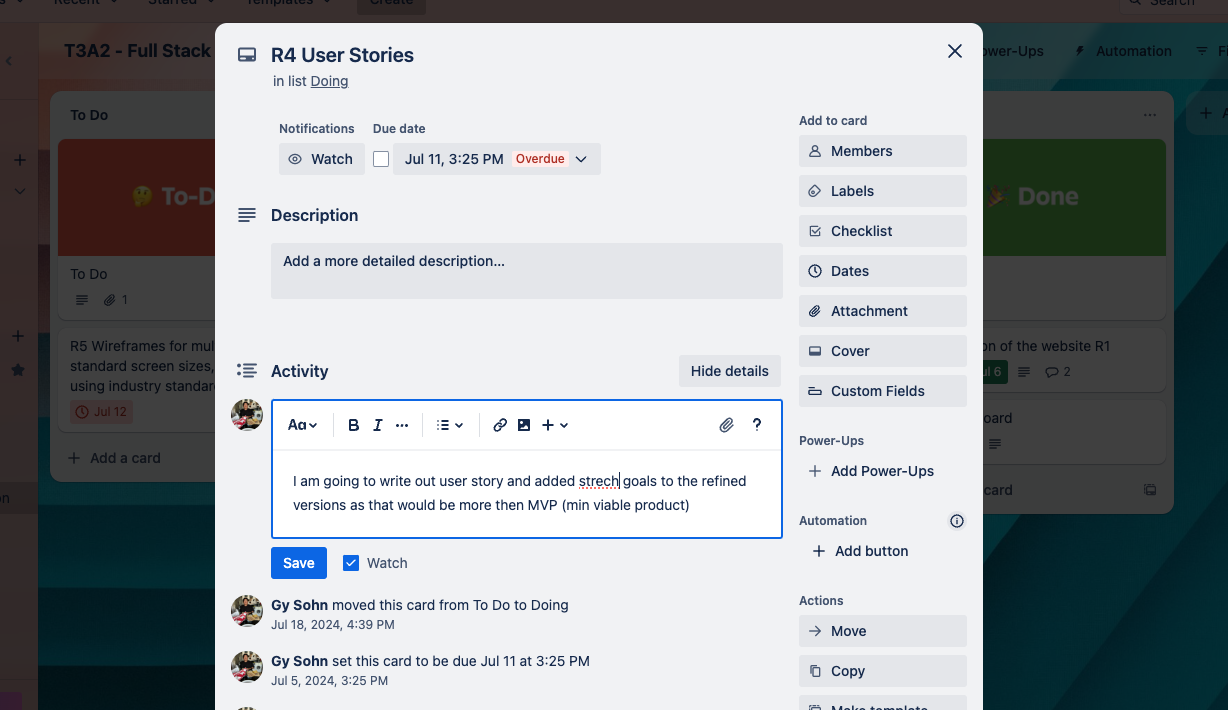 Recent
Starred
Templates
Create
Search
T3A2 - Full Stack
Power-Ups
Automation
To Do
To Do
1
R5 Wireframes for
standard screen sizes,
using industry
Jul 12
Add a card
R4 User Stories
in list Doing
Notifications
Due date
Watch
Jul 11, 3:25 PM
Overdue
Description
Add a more detailed description...
Activity
Hide details
Aa
B I ...
?
I am going to write out user story and added strech goals to the refined
versions as that would be more then MVP (min viable product)
Save
Watch
Gy Sohn moved this card from To Do to Doing
Jul 18, 2024, 4:39 PM
Gy Sohn set this card to be due Jul 11 at 3:25 PM
Jul 5, 2024, 3:25 PM
Add to card
Members
Labels
Checklist
Dates
Attachment
Cover
Custom Fields
Power-Ups
Add Power-Ups
Automation
Add button
Actions
Move
Copy
Make template
Done
of the website R1
6
2
card